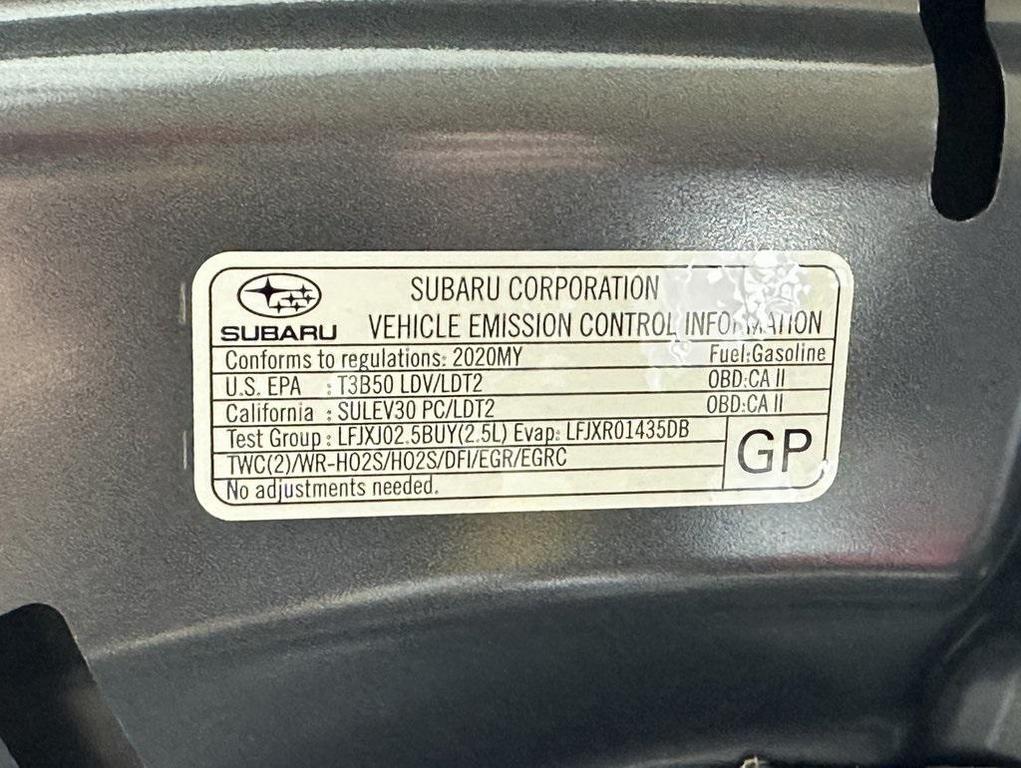 SUBARU
SUBARU CORPORATION
VEHICLE EMISSION CONTROL INFORMATION
Conforms to regulations: 2020MY Fuel:Gasoline
U.S. EPA : T3B50 LDV/LDT2 OBD:CA II
California : SULEV30 PC/LDT2 OBD:CA II
Test Group : LFJXJ02.5BUY(2.5L) Evap: LFJXR01435DB
TWC(2)/WR-HO2S/HO2S/DFI/EGR/EGRC
No adjustments needed.
GP